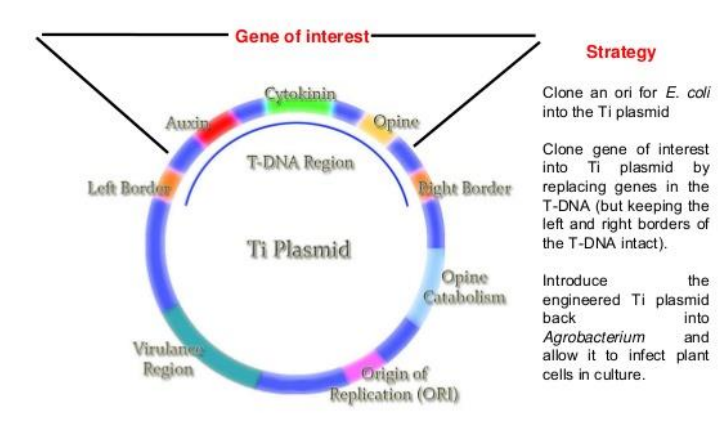 Gene of interest
Strategy
Cytokinin
Auxin
Opine
T-DNA Region
Left Border
Right Border
Ti Plasmid
Opine
Catabolism
Virulance
Region
Origin of
Replication (ORI)
Clone an ori for E. coli
into the Ti plasmid
Clone gene of interest
into Ti plasmid by
replacing genes in the
T-DNA (but keeping the
left and right borders of
the T-DNA intact).
Introduce the
engineered Ti plasmid
back into
Agrobacterium and
allow it to infect plant
cells in culture.